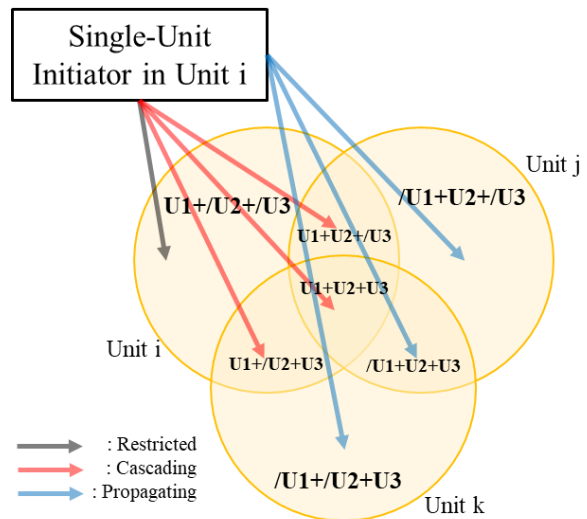 Single-Unit
Initiator in Unit i
Unit j
U1+/U2+/U3
/U1+U2+/U3
U1+U2+/U3
U1+U2+U3
Unit i
U1+/U2+U3
/U1+U2+U3
: Restricted
: Cascading
: Propagating
/U1+/U2+U3
Unit k